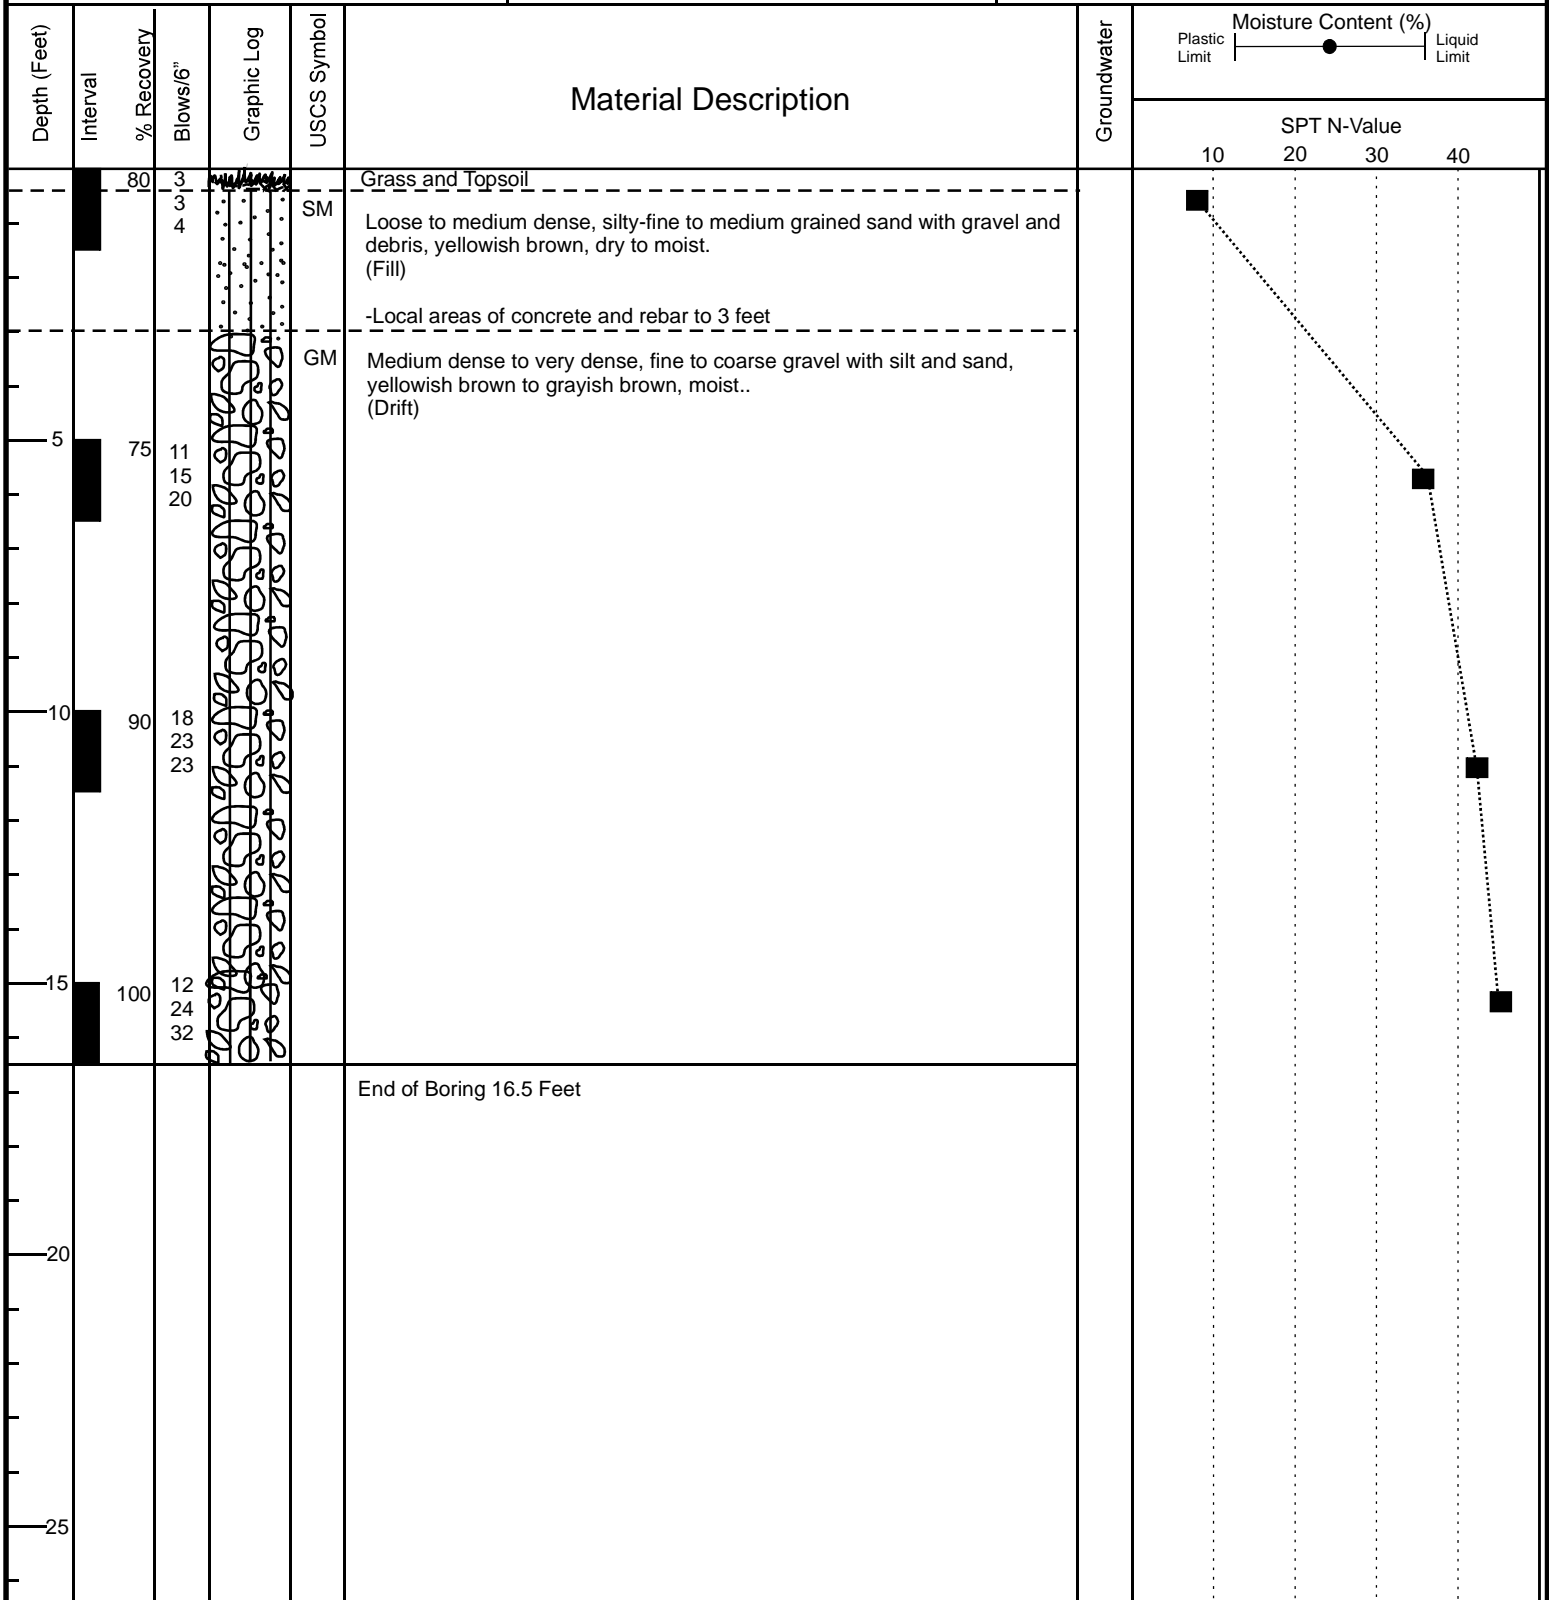 Depth (Feet)
Interval
% Recovery
Blows/6"
Graphic Log
USCS Symbol
Material Description
Groundwater
Moisture Content (%)
Plastic
Limit
Liquid
Limit
SPT N-Value
10 20 30 40
80 3 Grass and Topsoil
3
4
SM
Loose to medium dense, silty-fine to medium grained sand with gravel and
debris, yellowish brown, dry to moist.
(Fill)
-Local areas of concrete and rebar to 3 feet
GM
Medium dense to very dense, fine to coarse gravel with silt and sand,
yellowish brown to grayish brown, moist..
(Drift)
5 75 11
15
20
10 90 18
23
23
15 100 12
24
32
End of Boring 16.5 Feet
20
25